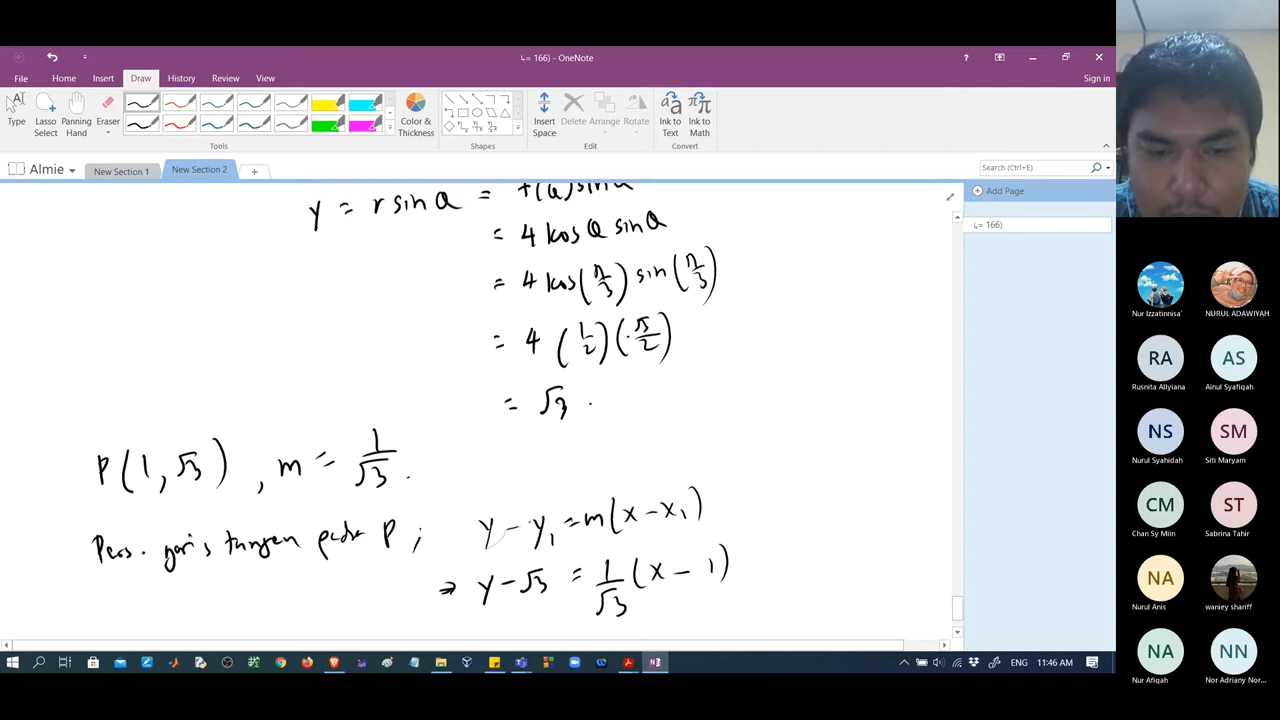 ⌊= 166) - OneNote
?
File Home Insert Draw History Review View
Sign in
Type
Lasso Select
Panning Hand
Eraser
Color & Thickness
Insert Space
Delete
Arrange
Rotate
Ink to Text
Ink to Math
Tools
Shapes
Edit
Convert
Almie
New Section 1
New Section 2
Search (Ctrl+E)
Add Page
⌊= 166)
y = r sin θ = f(θ) sin θ
= 4 kos θ sin θ
= 4 kos(π/3) sin(π/3)
= 4 (1/2)(√3/2)
= √3 .
P(1, √3) , m = 1/√3 .
Pers. garis tangen pada P ; y - y₁ = m(x - x₁)
⇒ y - √3 = 1/√3 (x - 1)
Nur Izzatinnisa'
NURUL ADAWIYAH
RA
Rusnita Allyiana
AS
Ainul Syafiqah
NS
Nurul Syahidah
SM
Siti Maryam
CM
Chan Sy Miin
ST
Sabrina Tahir
NA
Nurul Anis
waniey shariff
NA
Nur Afiqah
NN
Nor Adriany Nor...
ENG 11:46 AM